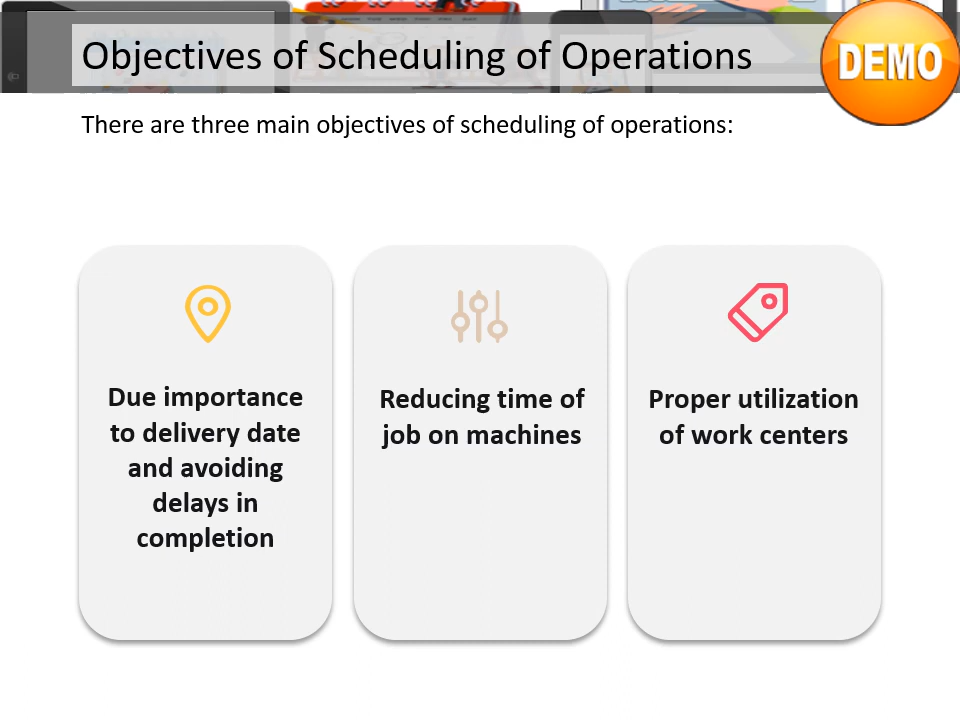 Objectives of Scheduling of Operations
DEMO
There are three main objectives of scheduling of operations:
Due importance
to delivery date
and avoiding
delays in
completion
Reducing time of
job on machines
Proper utilization
of work centers